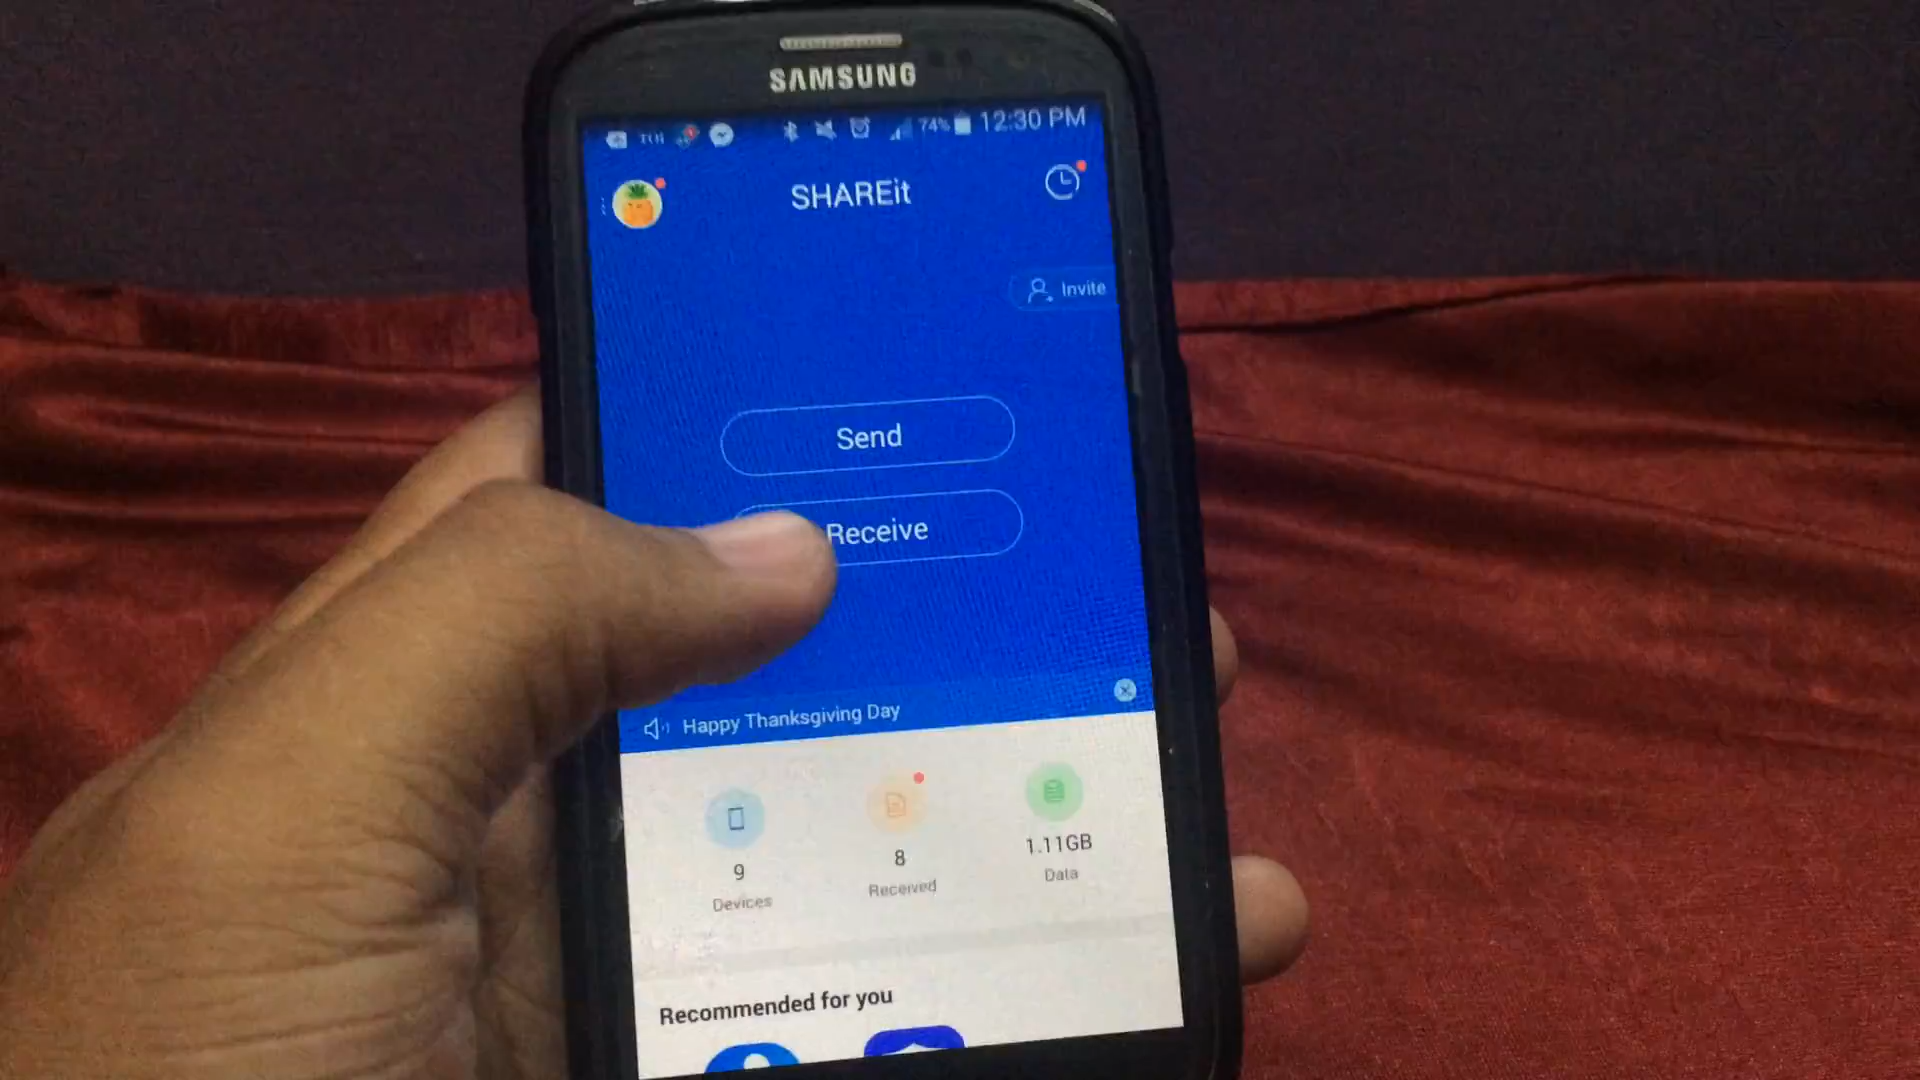 SAMSUNG
TOI 74% 12:30 PM
SHAREit
Invite
Send
Receive
Happy Thanksgiving Day
9 8 1.11GB
Devices Received Data
Recommended for you